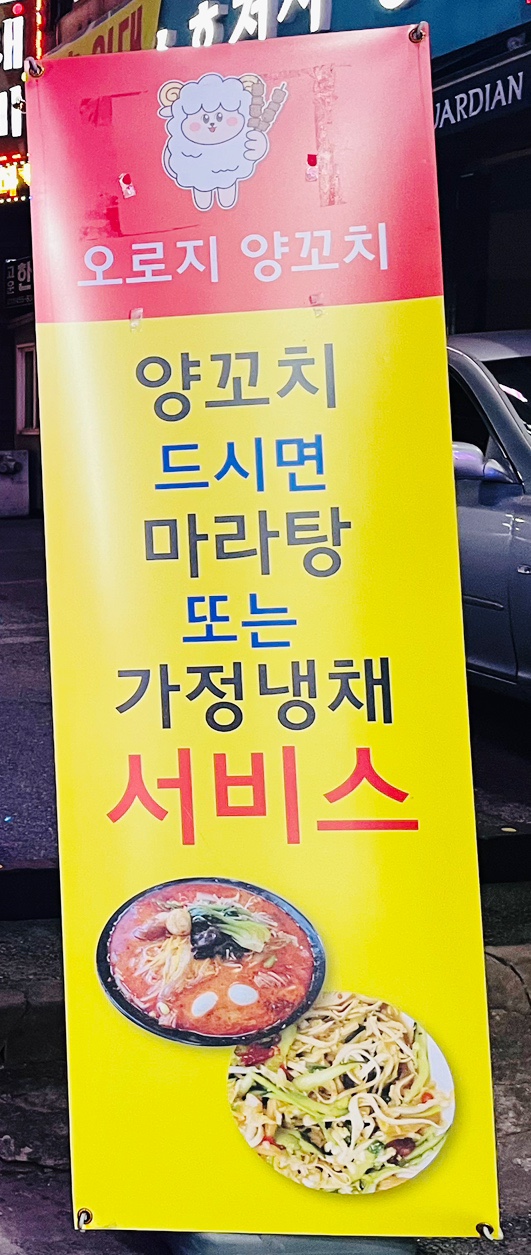 오로지 양꼬치
양꼬치
드시면
마라탕
또는
가정냉채
서비스